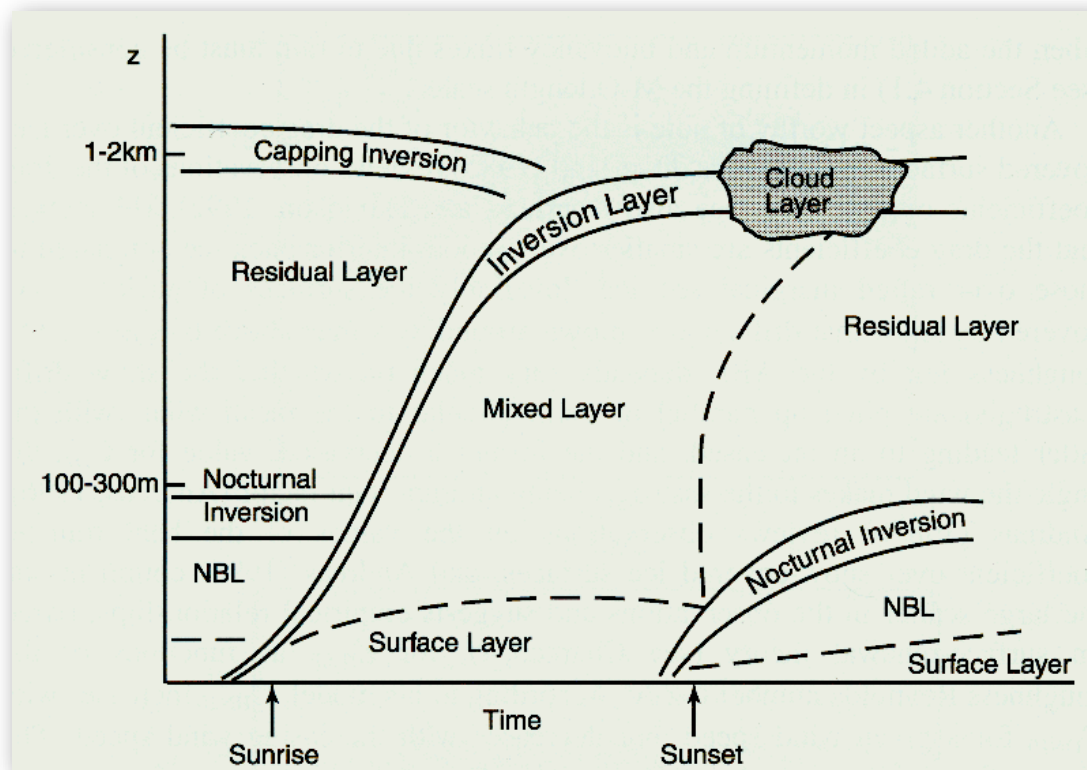 z
1-2km
Capping Inversion
Inversion Layer
Cloud
Layer
Residual Layer
Residual Layer
Mixed Layer
100-300m
Nocturnal
Inversion
Nocturnal Inversion
NBL
NBL
Surface Layer
Surface Layer
Time
Sunrise
Sunset